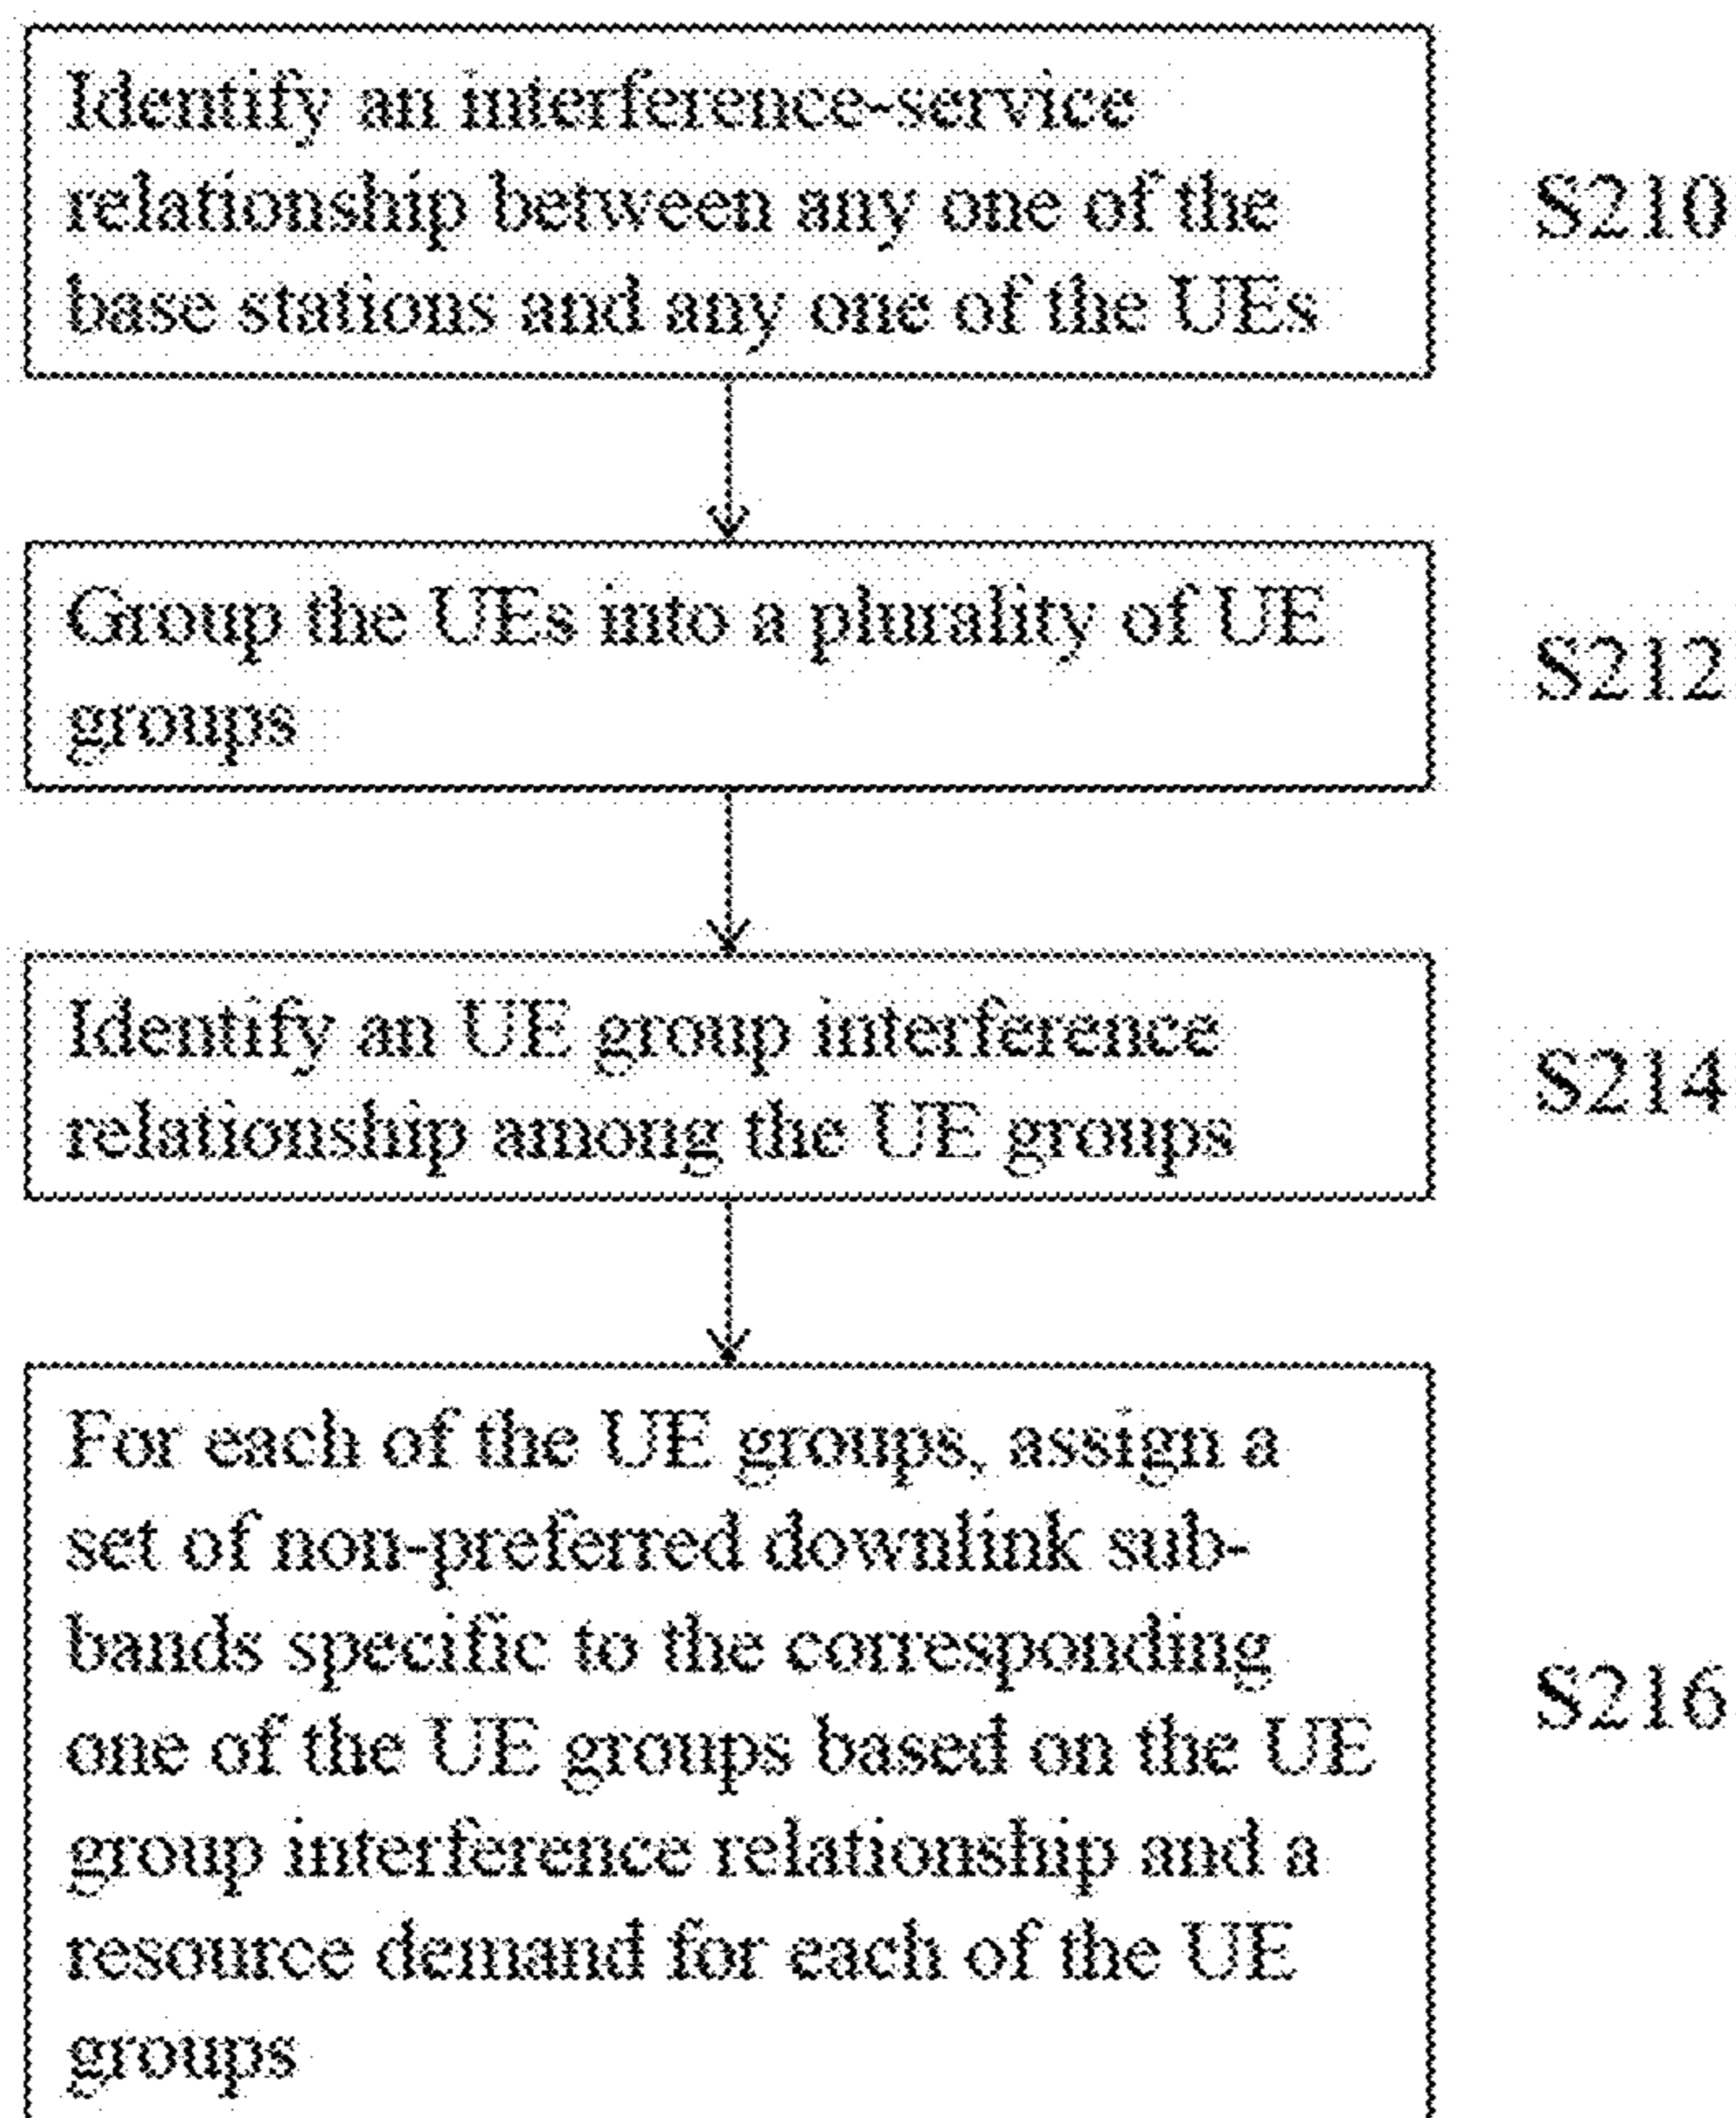 Identify an interference-service
relationship between any one of the
base stations and any one of the UEs
S210
Group the UEs into a plurality of UE
groups
S212
Identify an UE group interference
relationship among the UE groups
S214
For each of the UE groups, assign a
set of non-preferred downlink sub-
bands specific to the corresponding
one of the UE groups based on the UE
group interference relationship and a
resource demand for each of the UE
groups
S216